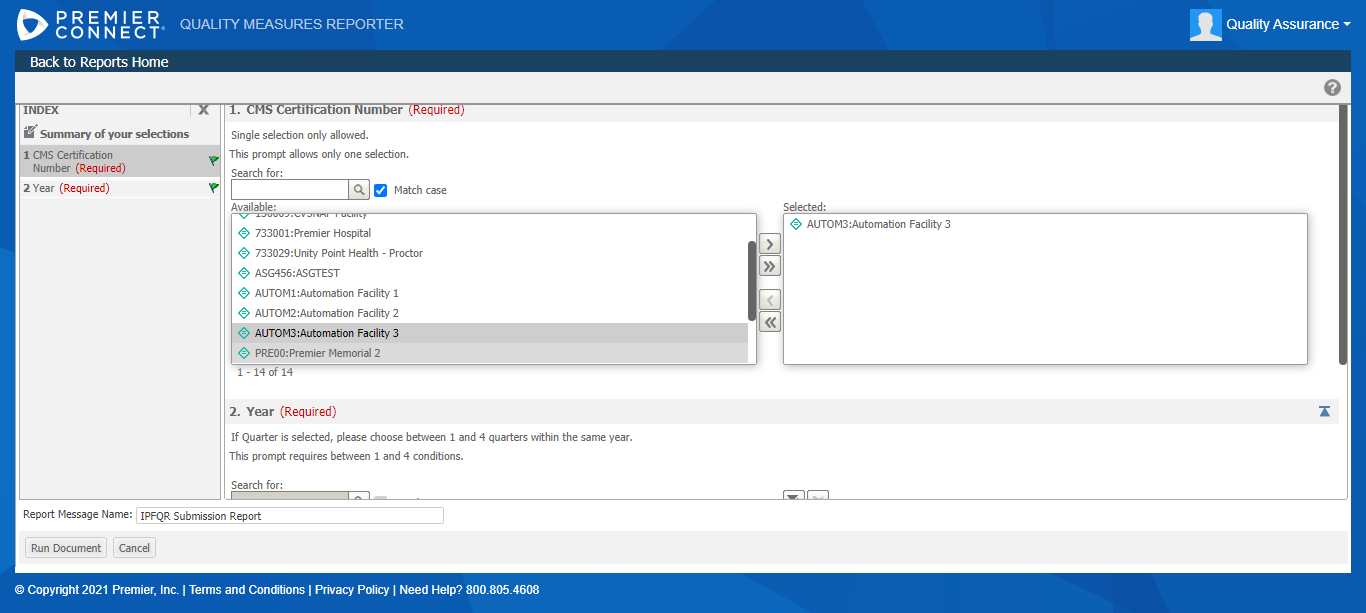 PREMIER CONNECT QUALITY MEASURES REPORTER
Quality Assurance
Back to Reports Home
INDEX
Summary of your selections
1 CMS Certification
Number (Required)
2 Year (Required)
1. CMS Certification Number (Required)
Single selection only allowed.
This prompt allows only one selection.
Search for:
Match case
Available:
733001:Premier Hospital
733029:Unity Point Health - Proctor
ASG456:ASGTEST
AUTOM1:Automation Facility 1
AUTOM2:Automation Facility 2
AUTOM3:Automation Facility 3
PRE00:Premier Memorial 2
1 - 14 of 14
Selected:
AUTOM3:Automation Facility 3
2. Year (Required)
If Quarter is selected, please choose between 1 and 4 quarters within the same year.
This prompt requires between 1 and 4 conditions.
Search for:
Report Message Name: IPFQR Submission Report
Run Document Cancel
© Copyright 2021 Premier, Inc. | Terms and Conditions | Privacy Policy | Need Help? 800.805.4608